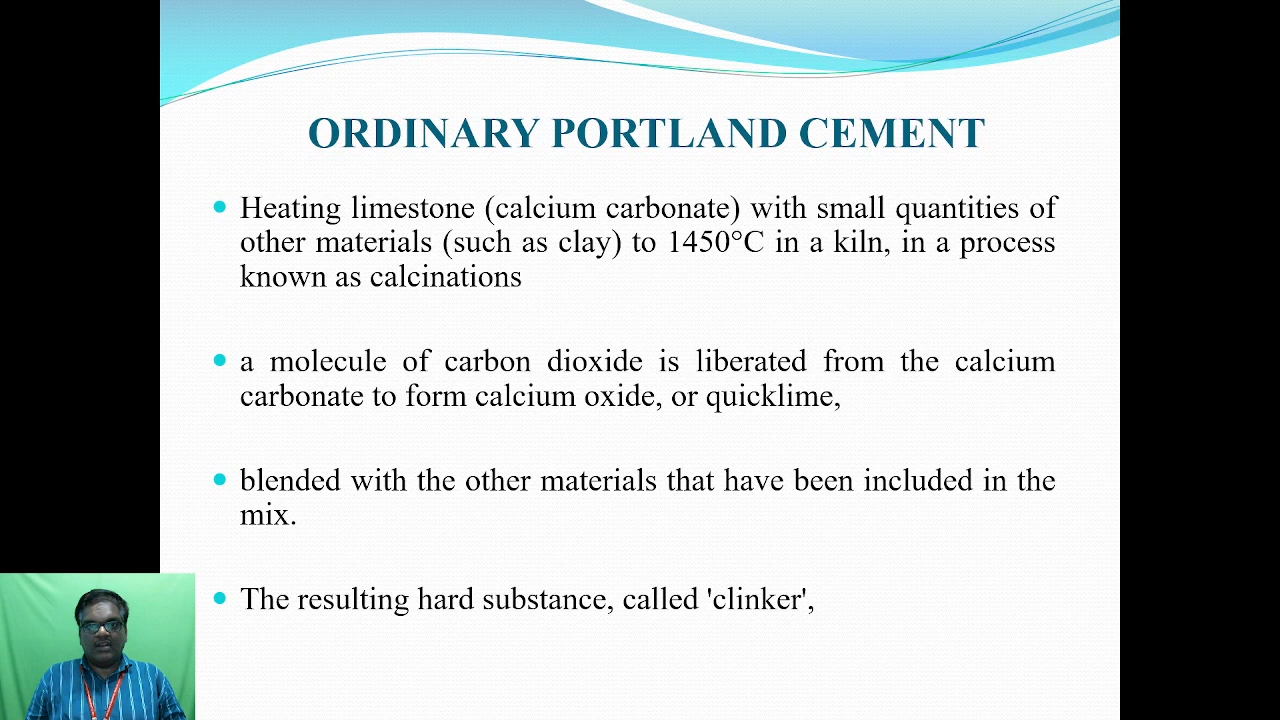 ORDINARY PORTLAND CEMENT
Heating limestone (calcium carbonate) with small quantities of
other materials (such as clay) to 1450°C in a kiln, in a process
known as calcinations
a molecule of carbon dioxide is liberated from the calcium
carbonate to form calcium oxide, or quicklime,
blended with the other materials that have been included in the
mix.
The resulting hard substance, called 'clinker',